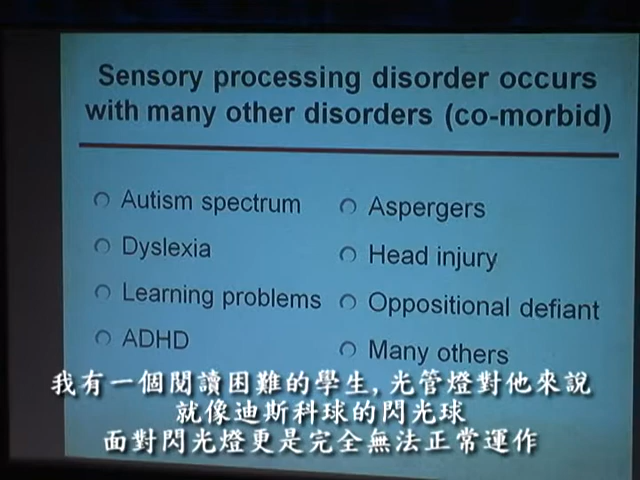 Sensory processing disorder occurs
with many other disorders (co-morbid)
Autism spectrum
Dyslexia
Learning problems
ADHD
Aspergers
Head injury
Oppositional defiant
Many others
我有一個閱讀困難的學生,光管燈對他來說
就像迪斯科球的閃光球
面對閃光燈更是完全無法正常運作